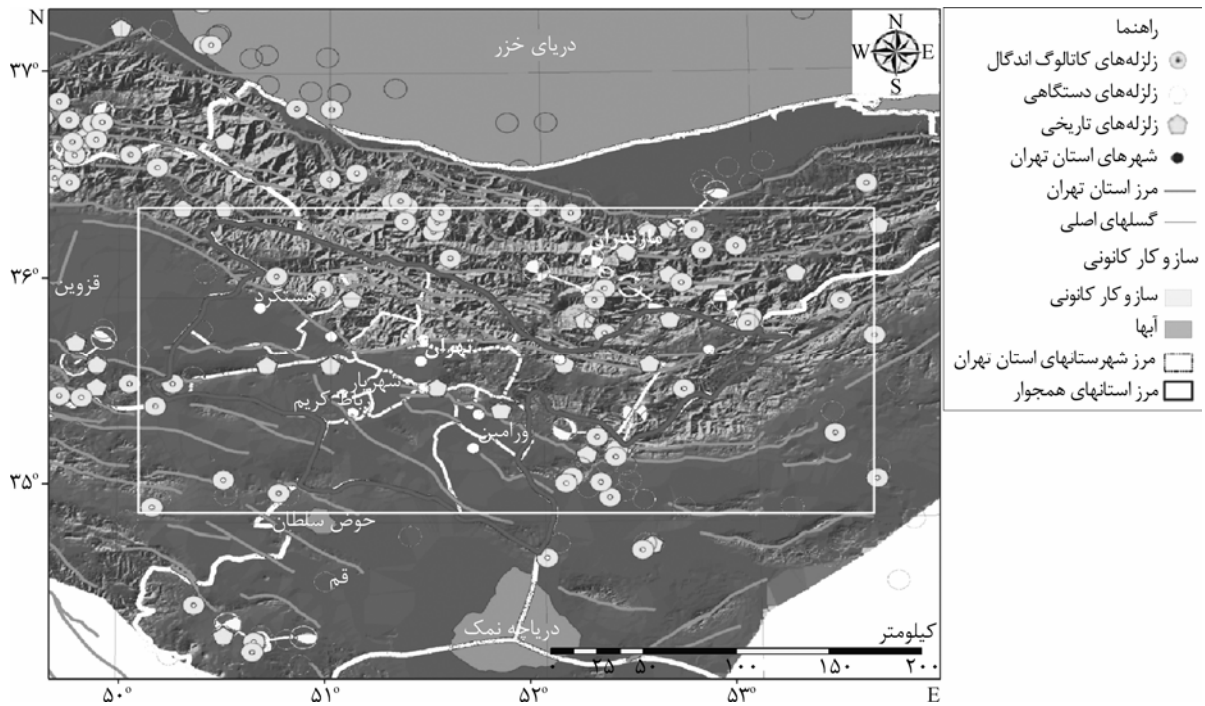 N
۳۷°
۳۶°
۳۵°
۵۰°
۵۱°
۵۲°
۵۳°
E
N
W
E
S
دریای خزر
مازندران
قزوین
هشتگرد
تهران
شهریار
رباط کریم
ورامین
حوض سلطان
قم
دریاچه نمک
کیلومتر
۰ ۲۵ ۵۰ ۱۰۰ ۱۵۰ ۲۰۰
راهنما
زلزله‌های کاتالوگ اندگال
زلزله‌های دستگاهی
زلزله‌های تاریخی
شهرهای استان تهران
مرز استان تهران
گسلهای اصلی
ساز و کار کانونی
ساز و کار کانونی
آبها
مرز شهرستانهای استان تهران
مرز استانهای همجوار